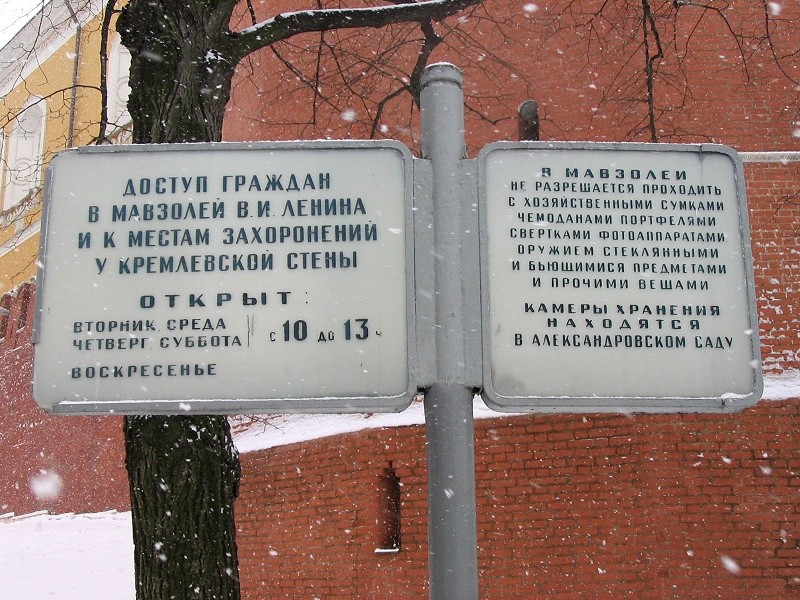 ДОСТУП ГРАЖДАН
В МАВЗОЛЕЙ В.И. ЛЕНИНА
И К МЕСТАМ ЗАХОРОНЕНИЙ
У КРЕМЛЕВСКОЙ СТЕНЫ
ОТКРЫТ:
ВТОРНИК, СРЕДА
ЧЕТВЕРГ, СУББОТА
с 10 до 13 ч
ВОСКРЕСЕНЬЕ
В МАВЗОЛЕЙ
НЕ РАЗРЕШАЕТСЯ ПРОХОДИТЬ
С ХОЗЯЙСТВЕННЫМИ СУМКАМИ
ЧЕМОДАНАМИ ПОРТФЕЛЯМИ
СВЕРТКАМИ ФОТОАППАРАТАМИ
ОРУЖИЕМ СТЕКЛЯННЫМИ
И БЬЮЩИМИСЯ ПРЕДМЕТАМИ
И ПРОЧИМИ ВЕЩАМИ
КАМЕРЫ ХРАНЕНИЯ
НАХОДЯТСЯ
В АЛЕКСАНДРОВСКОМ САДУ